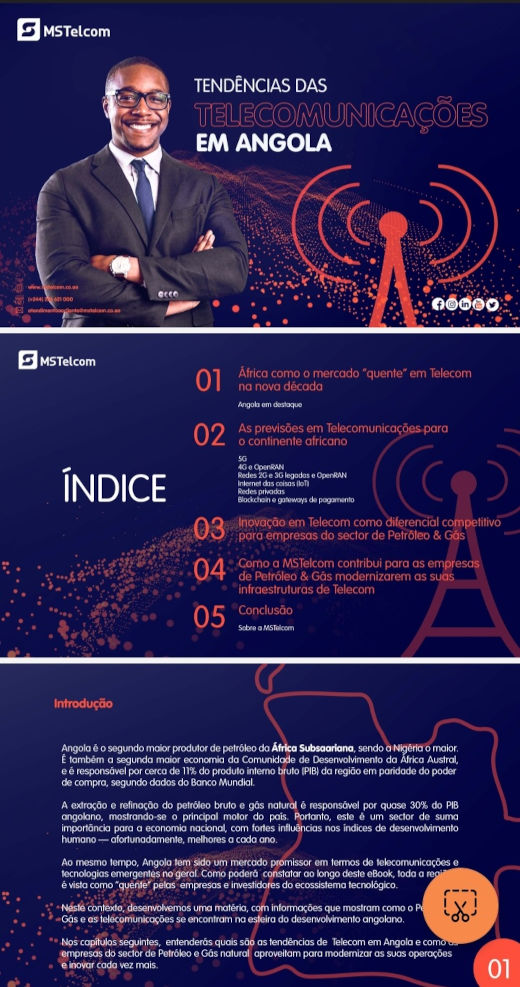 MSTelcom
TENDÊNCIAS DAS
TELECOMUNICAÇÕES
EM ANGOLA
www.mstelcom.co.ao
(+244) 631 000
atendimentoaocliente@mstelcom.co.ao
MSTelcom
ÍNDICE
01
África como o mercado “quente” em Telecom
na nova década
Angola em destaque
02
As previsões em Telecomunicações para
o continente africano
5G
4G e OpenRAN
Redes 2G e 3G legadas e OpenRAN
Internet das coisas (IoT)
Redes privadas
Blockchain e gateways de pagamento
03
Inovação em Telecom como diferencial competitivo
para empresas do sector de Petróleo & Gás
04
Como a MSTelcom contribui para as empresas
de Petróleo & Gás modernizarem as suas
infraestruturas de Telecom
05
Conclusão
Sobre a MSTelcom
Introdução
Angola é o segundo maior produtor de petróleo da África Subsaariana, sendo a Nigéria o maior.
É também a segunda maior economia da Comunidade de Desenvolvimento da África Austral,
e é responsável por cerca de 11% do produto interno bruto (PIB) da região em paridade do poder
de compra, segundo dados do Banco Mundial.
A extração e refinação do petróleo bruto e gás natural é responsável por quase 30% do PIB
angolano, mostrando-se o principal motor do país. Portanto, este é um sector de suma
importância para a economia nacional, com fortes influências nos índices de desenvolvimento
humano — afortunadamente, melhores a cada ano.
Ao mesmo tempo, Angola tem sido um mercado promissor em termos de telecomunicações e
tecnologias emergentes no geral. Como poderá constatar ao longo deste eBook, toda a
é vista como “quente” pelas empresas e investidores do ecossistema tecnológico.
Neste contexto, desenvolvemos uma matéria, com informações que mostram como o
Gás e as telecomunicações se encontram na esteira do desenvolvimento angolano.
Nos capítulos seguintes, entenderás quais são as tendências de Telecom em Angola e como
empresas do sector de Petróleo e Gás natural aproveitam para modernizar as suas operações
e inovar cada vez mais.
01